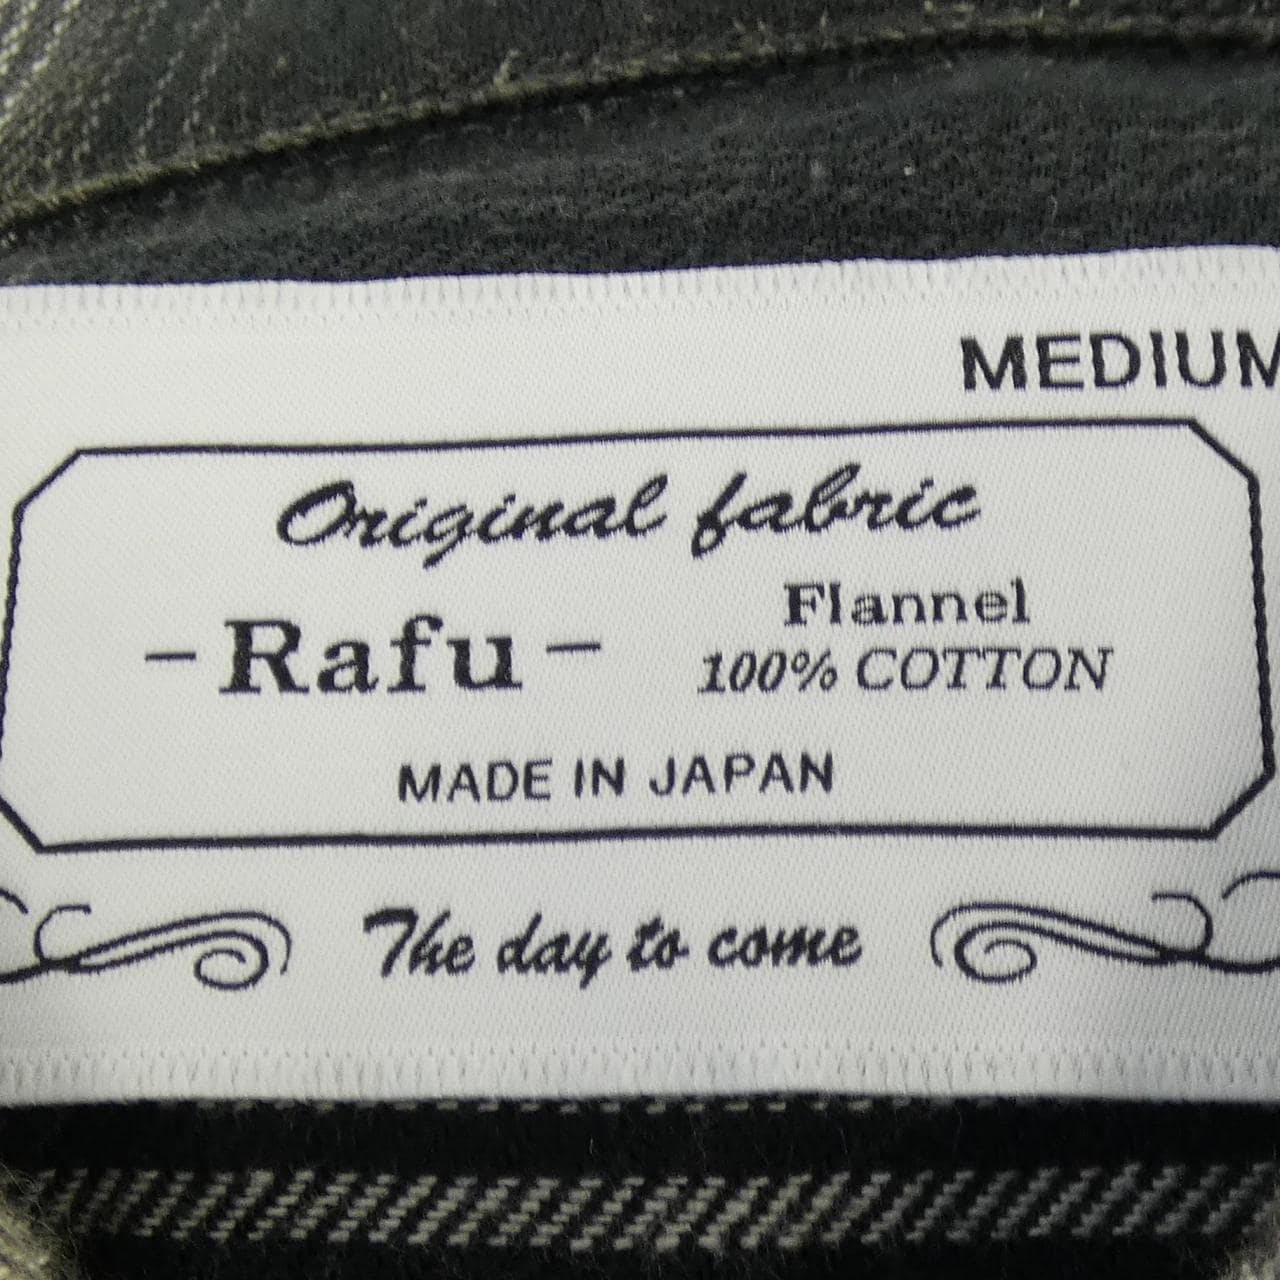 MEDIUM
Original fabric
-Rafu-
Flannel
100% COTTON
MADE IN JAPAN
The day to come